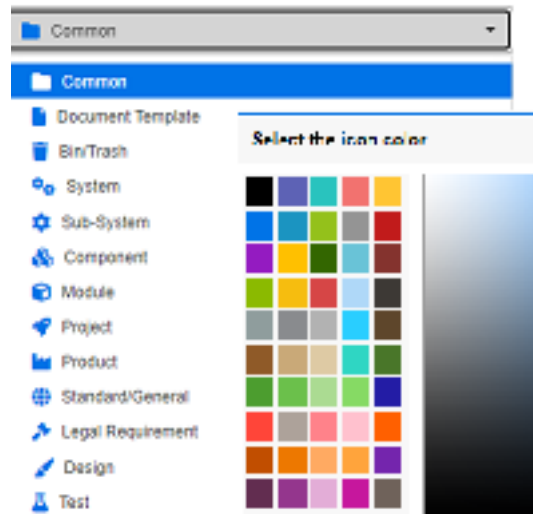 Common
Common
Document Template
Bin/Trash
System
Sub-System
Component
Module
Project
Product
Standard/General
Legal Requirement
Design
Test
Select the icon color